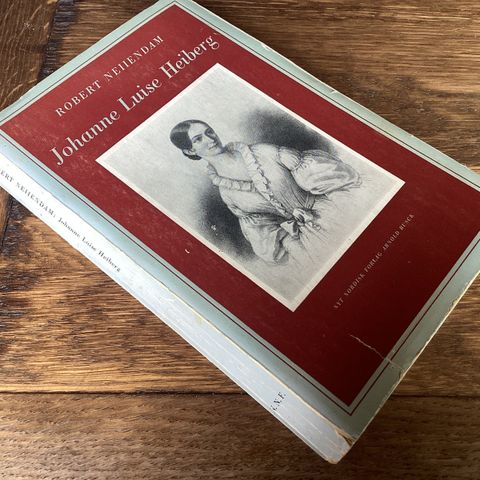 ROBERT NEIIENDAM
Johanne Luise Heiberg
NYT NORDISK FORLAG ARNOLD BUSCK
ERT NEIIENDAM: Johanne Luise Heiberg
N.F.